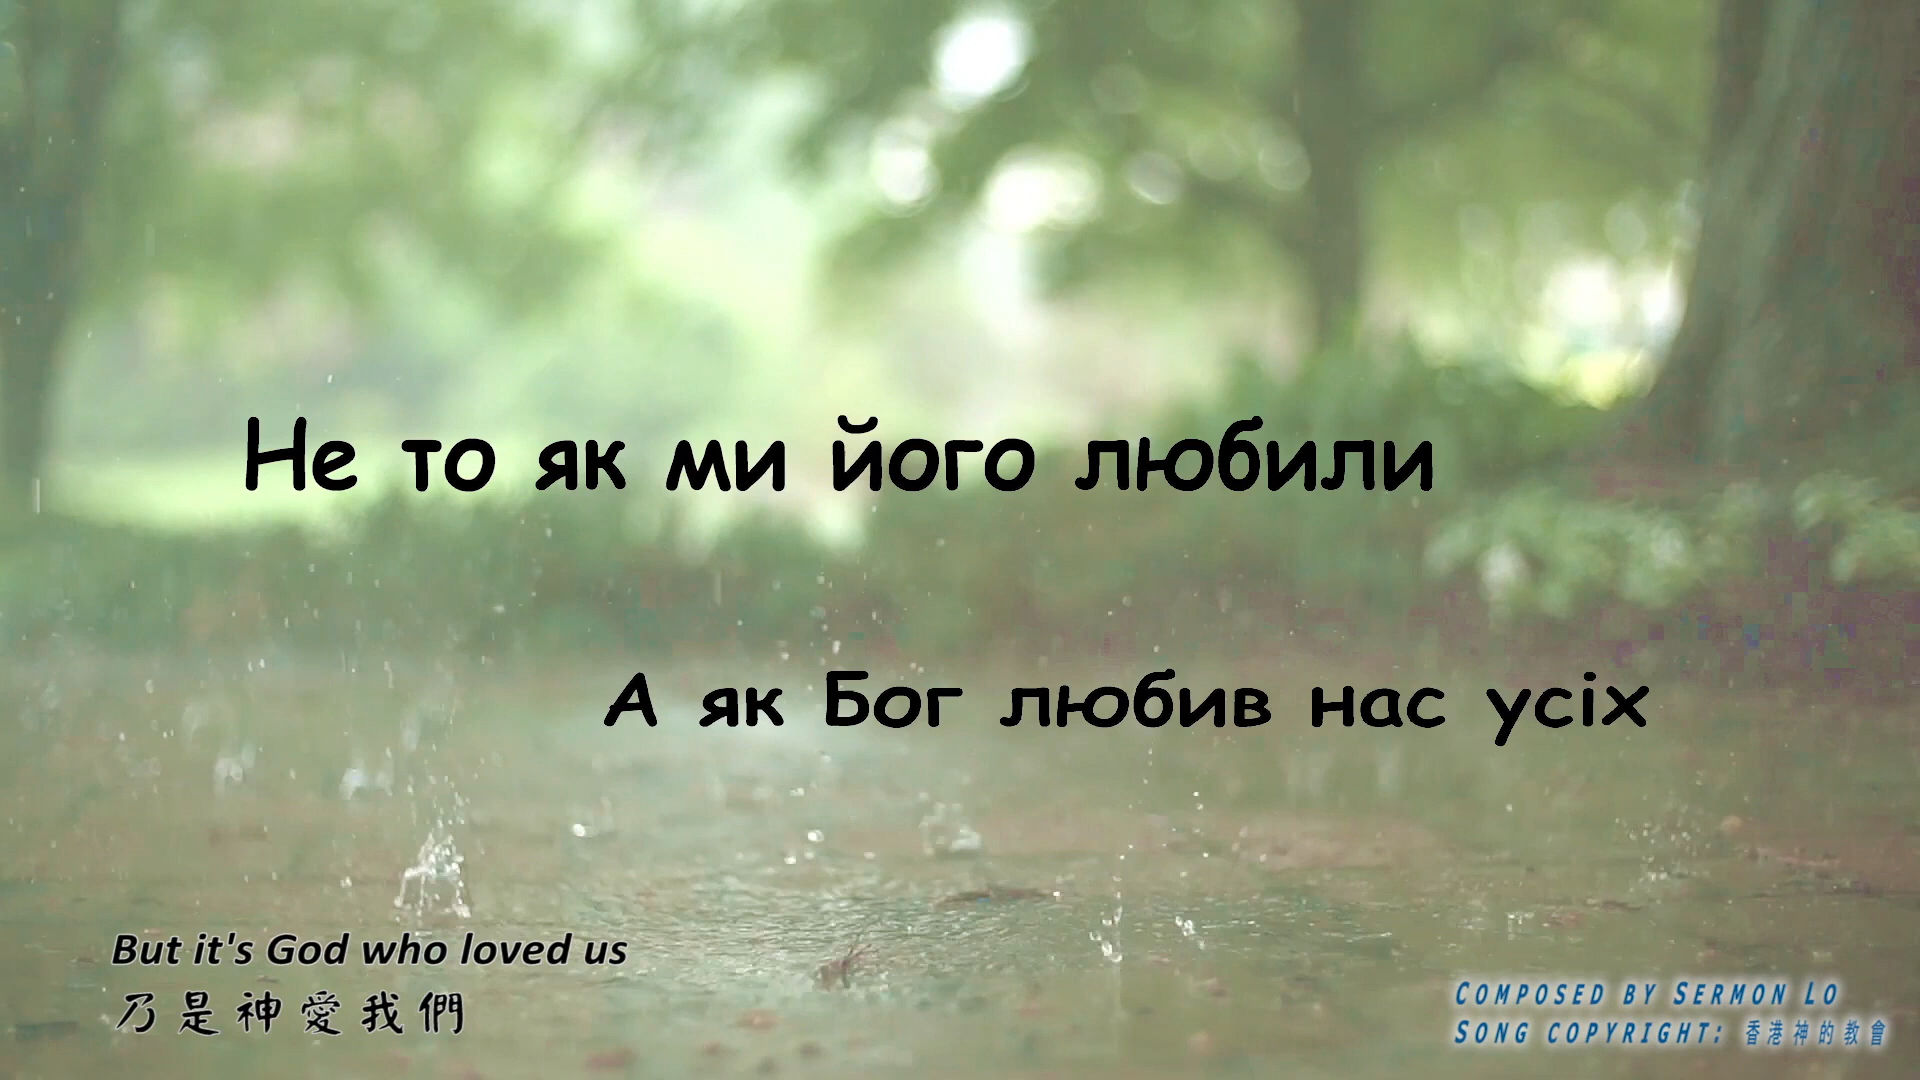 Не то як ми його любили
А як Бог любив нас усіх
But it's God who loved us
乃是神愛我們
Composed by Sermon Lo
Song copyright: 香港神的教會